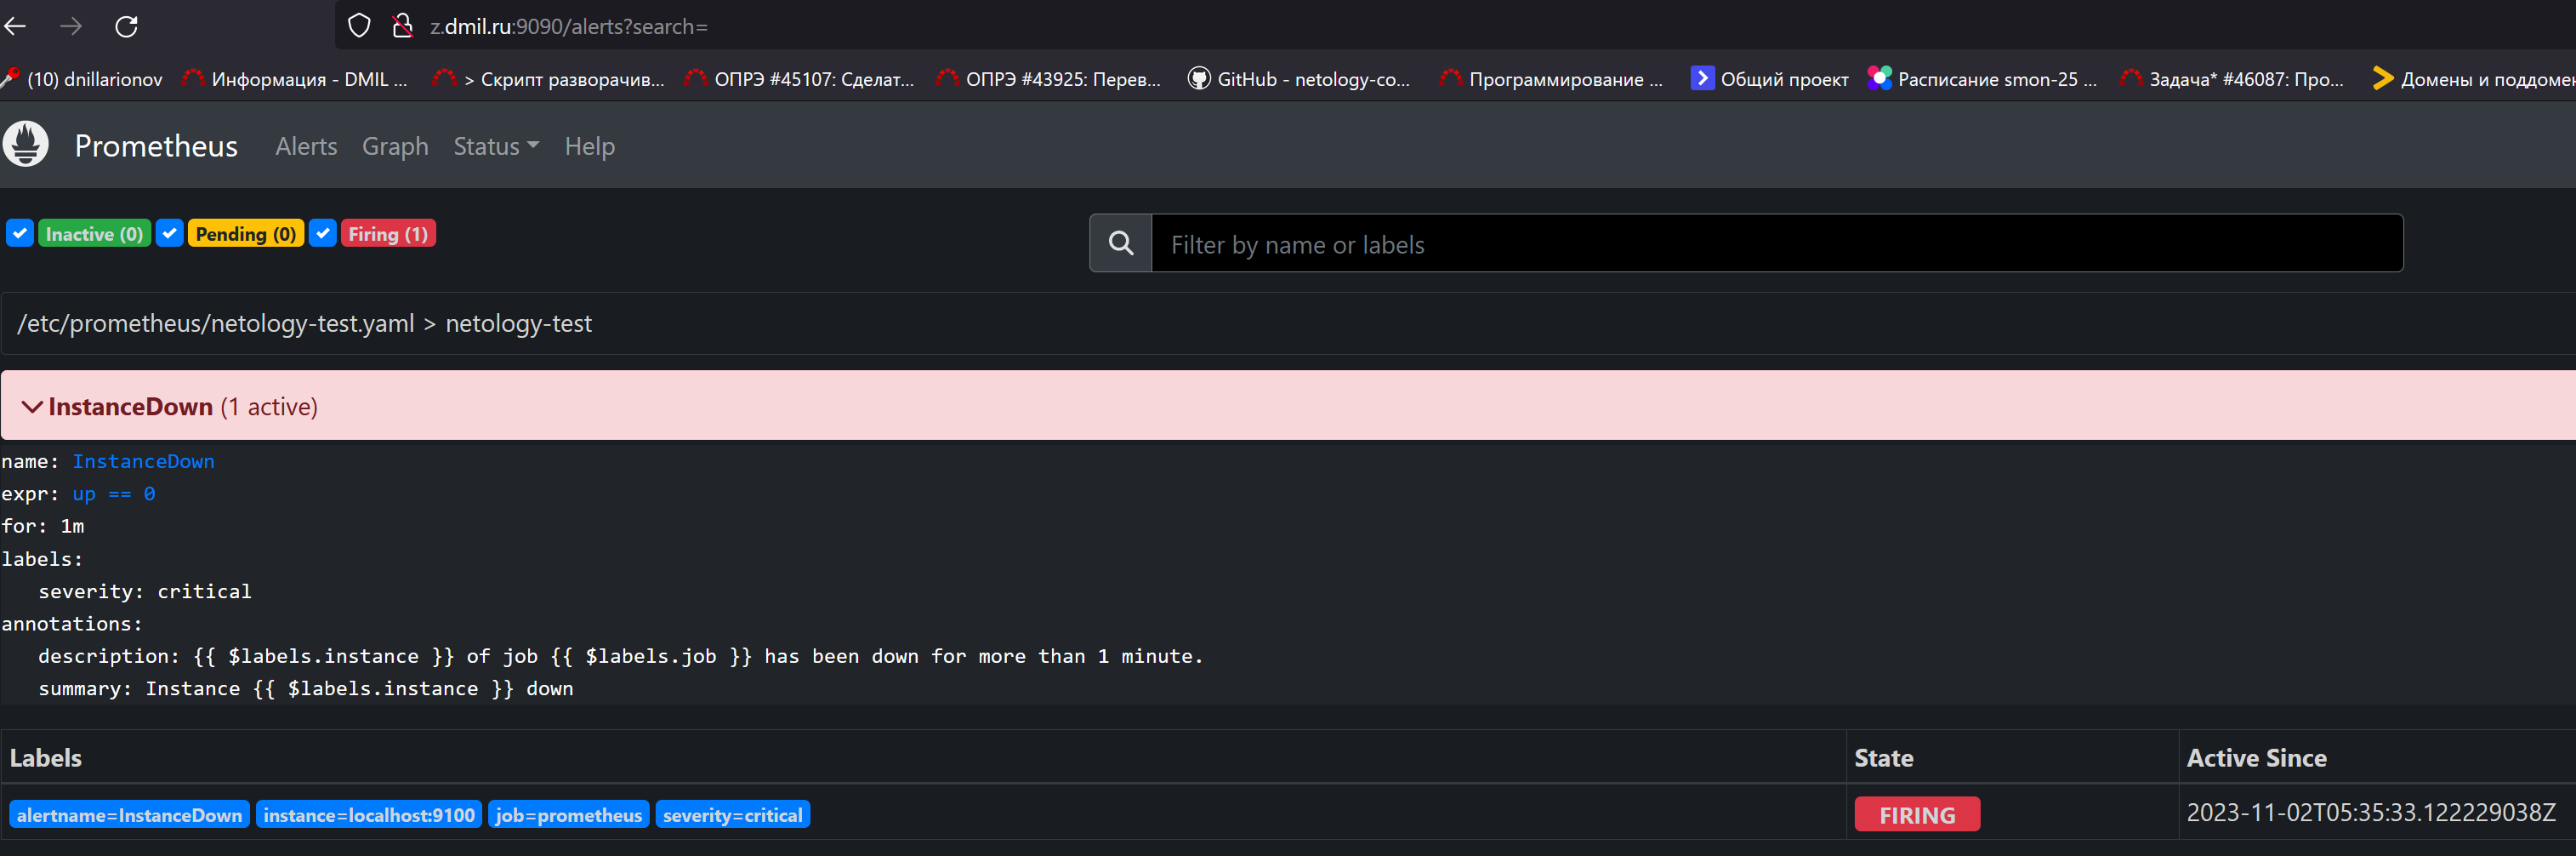 z.dmil.ru:9090/alerts?search=
(10) dnillarionov Информация - DMIL ... > Скрипт разворачив... ОПРЭ #45107: Сделат... ОПРЭ #43925: Перев... GitHub - netology-co... Программирование ... Общий проект Расписание smon-25 ... Задача* #46087: Про... Домены и поддомен
Prometheus Alerts Graph Status Help
Inactive (0) Pending (0) Firing (1) Filter by name or labels
/etc/prometheus/netology-test.yaml > netology-test
InstanceDown (1 active)
name: InstanceDown
expr: up == 0
for: 1m
labels:
severity: critical
annotations:
description: {{ $labels.instance }} of job {{ $labels.job }} has been down for more than 1 minute.
summary: Instance {{ $labels.instance }} down
Labels State Active Since
alertname=InstanceDown instance=localhost:9100 job=prometheus severity=critical FIRING 2023-11-02T05:35:33.122229038Z